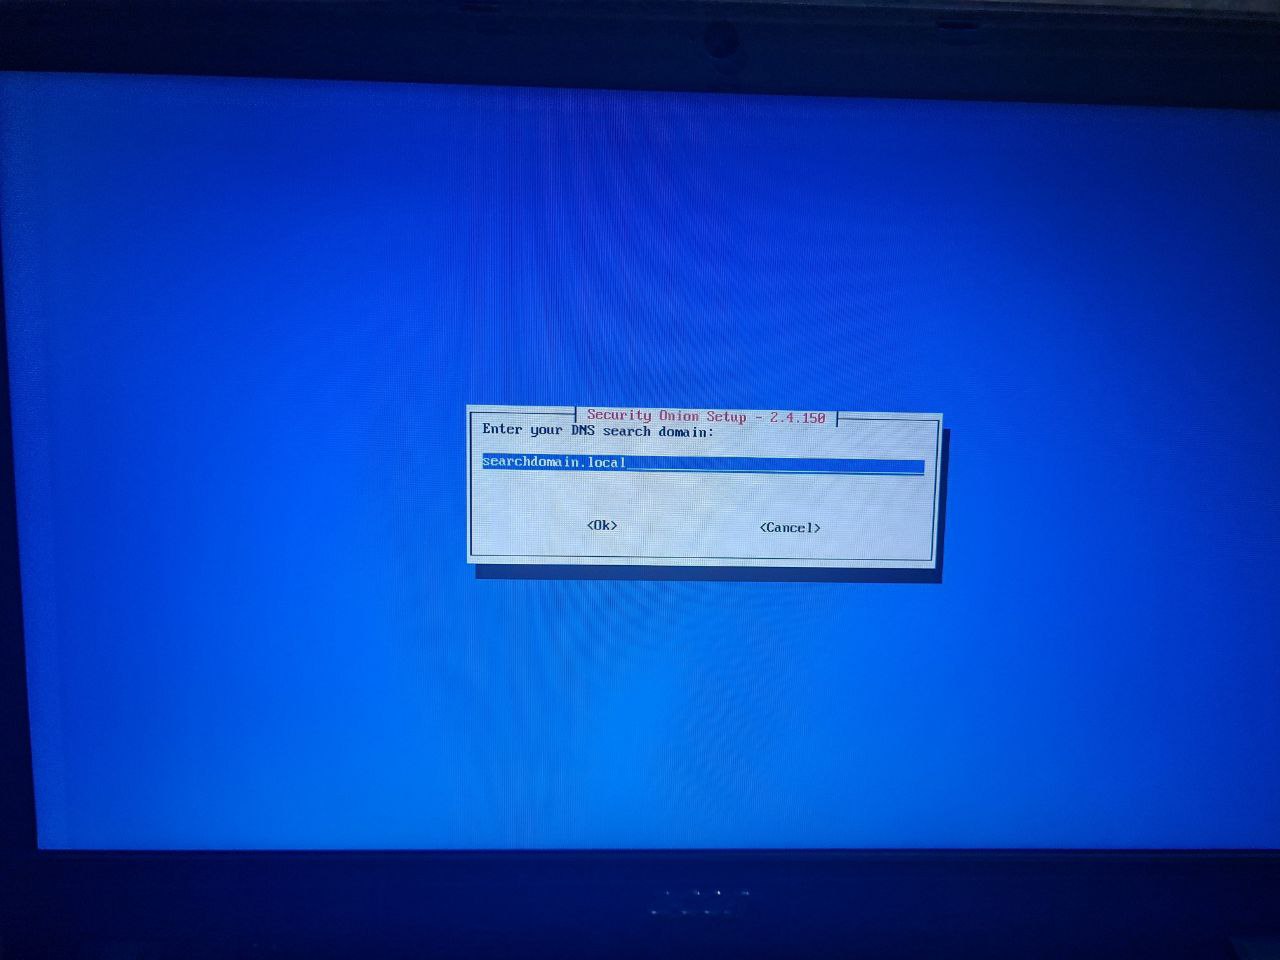 Security Onion Setup - 2.4.150
Enter your DNS search domain:
searchdomain.local
<Ok> <Cancel>